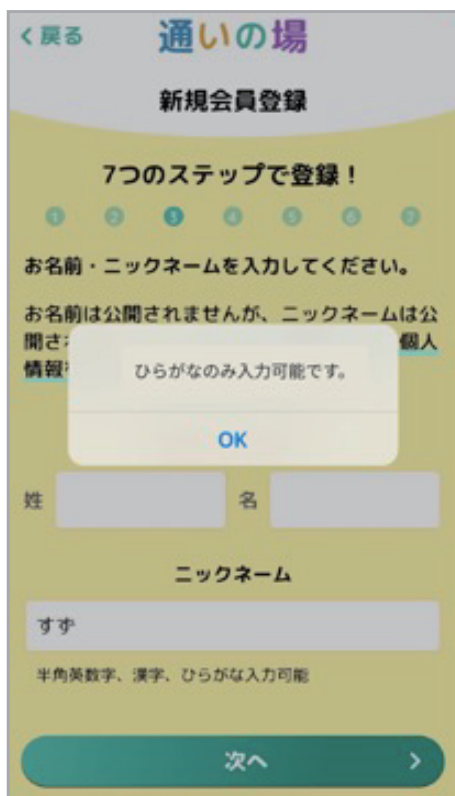 戻る
通いの場
新規会員登録
7つのステップで登録！
1 2 3 4 5 6 7
お名前・ニックネームを入力してください。
お名前は公開されませんが、ニックネームは公
開さ
個人
情報
ひらがなのみ入力可能です。
OK
姓
名
ニックネーム
すず
半角英数字、漢字、ひらがな入力可能
次へ